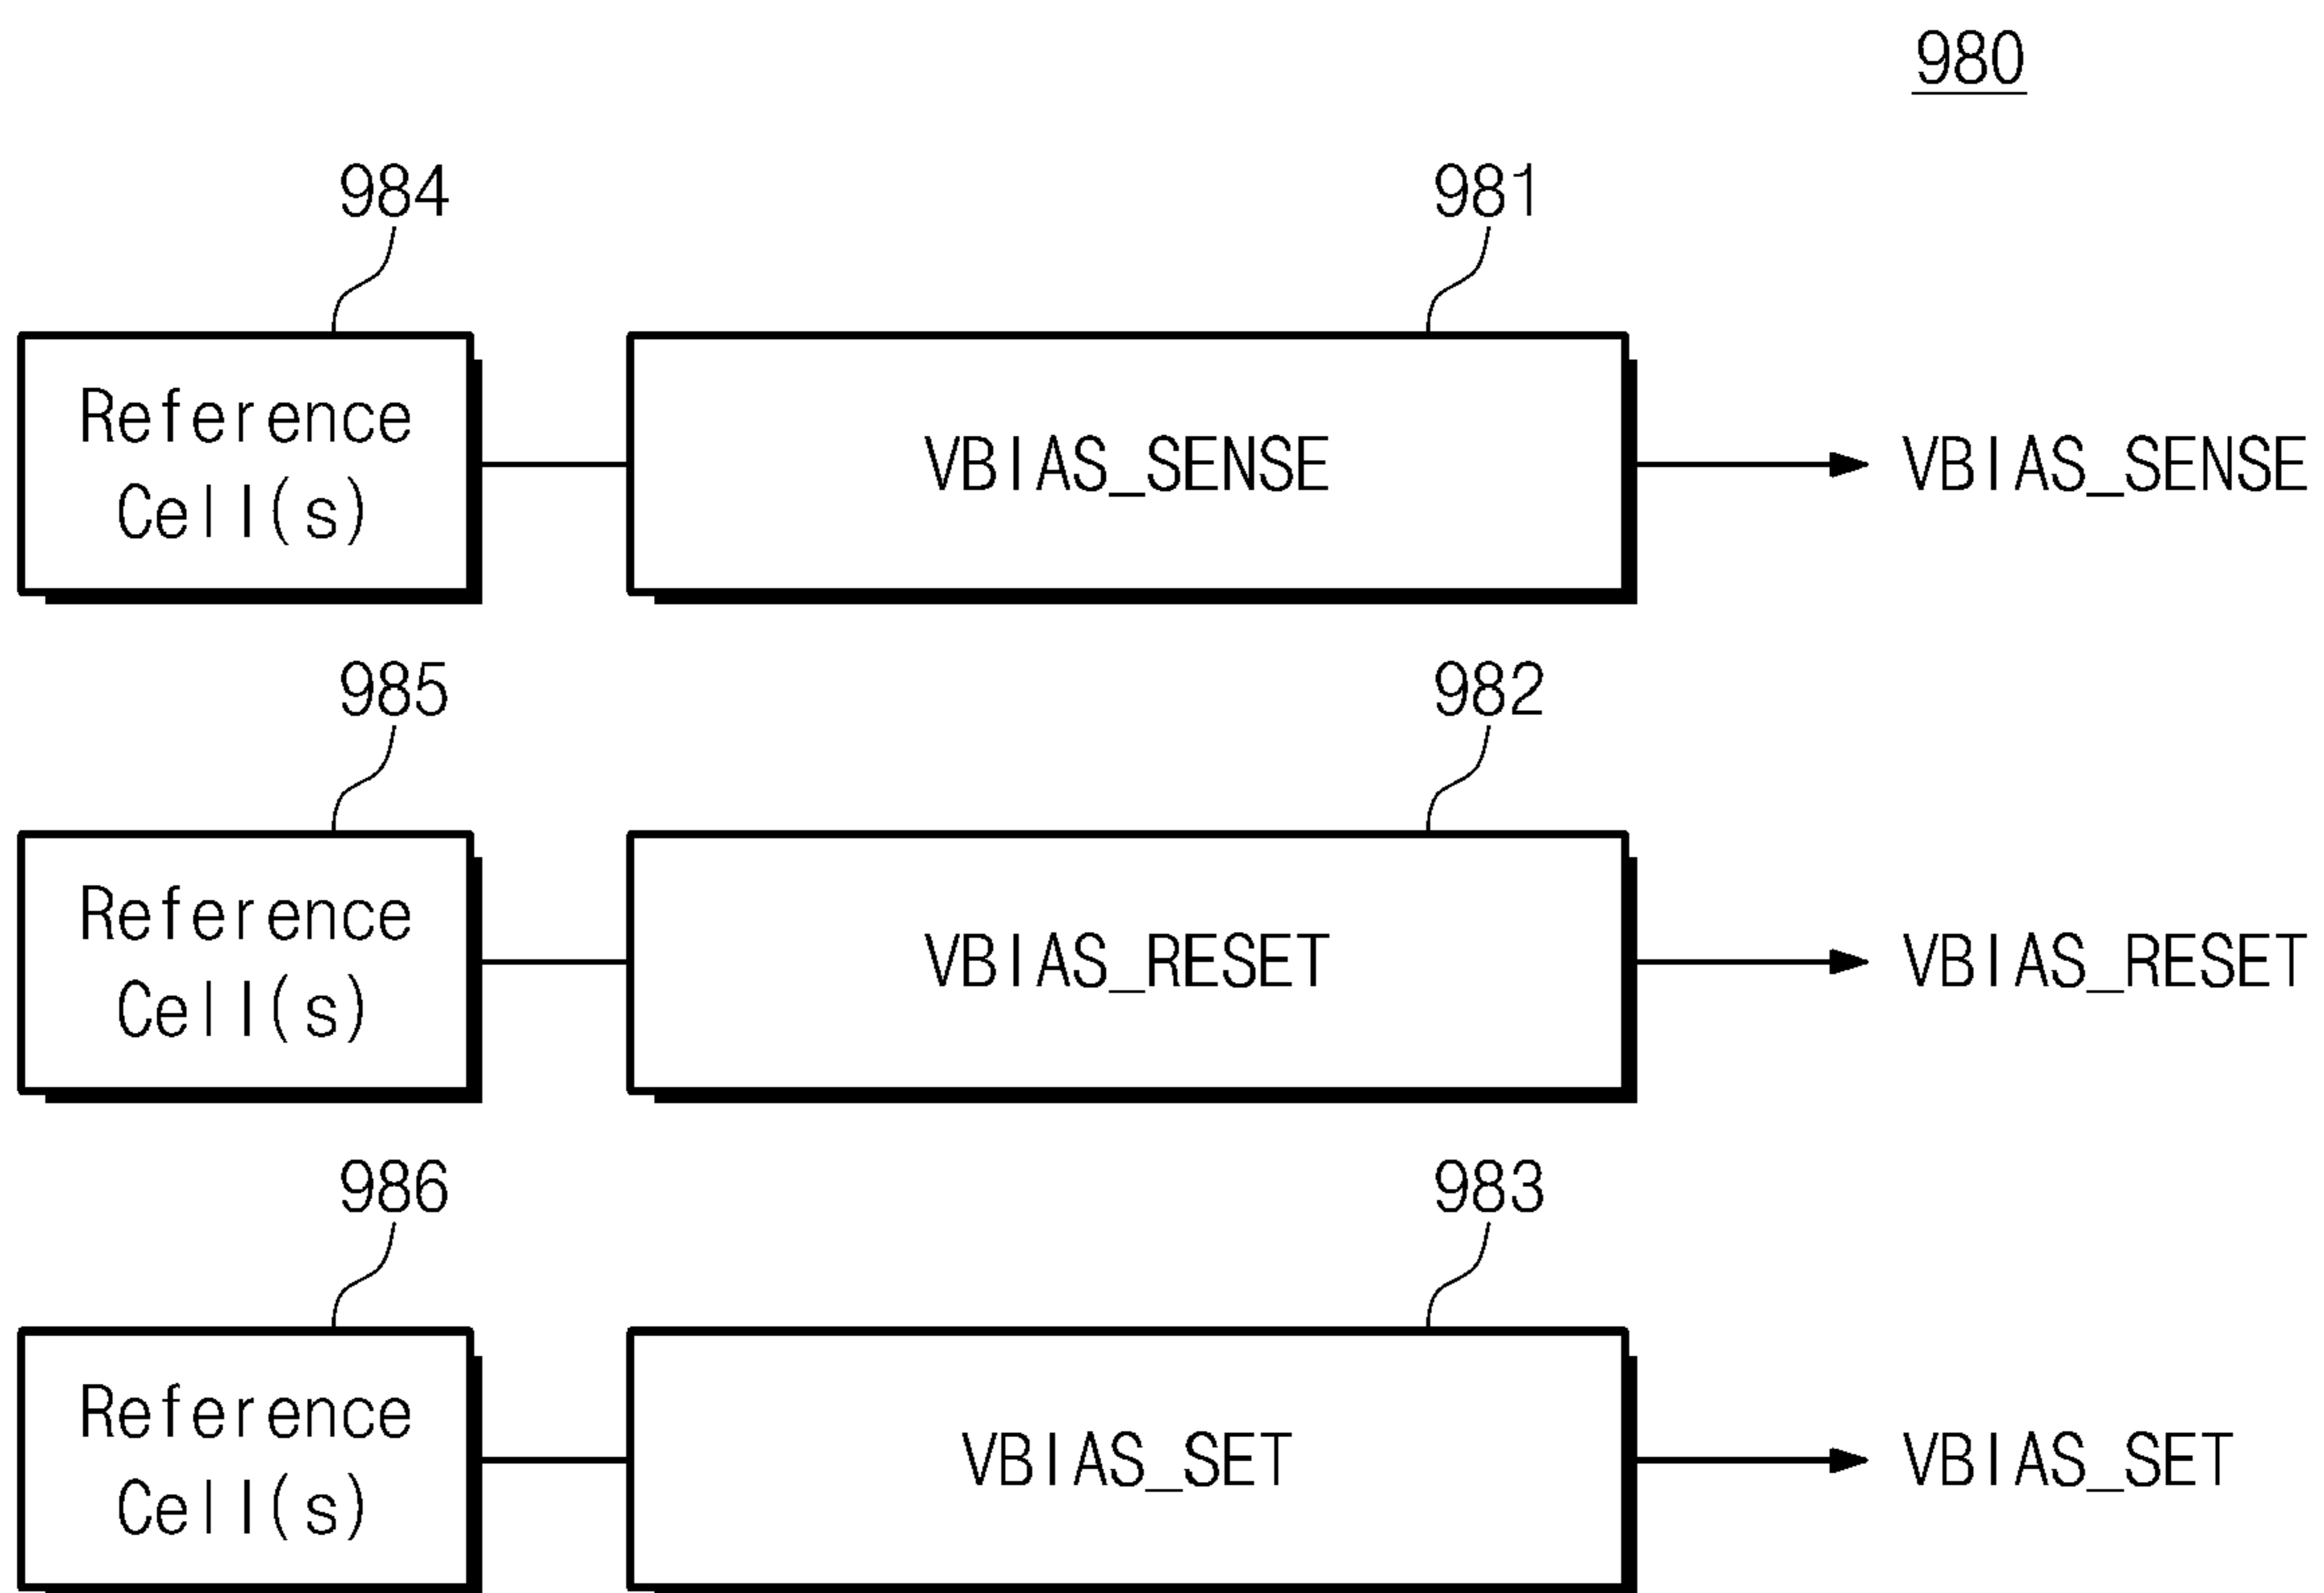 980
984
981
Reference
Cell(s)
VBIAS_SENSE
VBIAS_SENSE
985
982
Reference
Cell(s)
VBIAS_RESET
VBIAS_RESET
986
983
Reference
Cell(s)
VBIAS_SET
VBIAS_SET